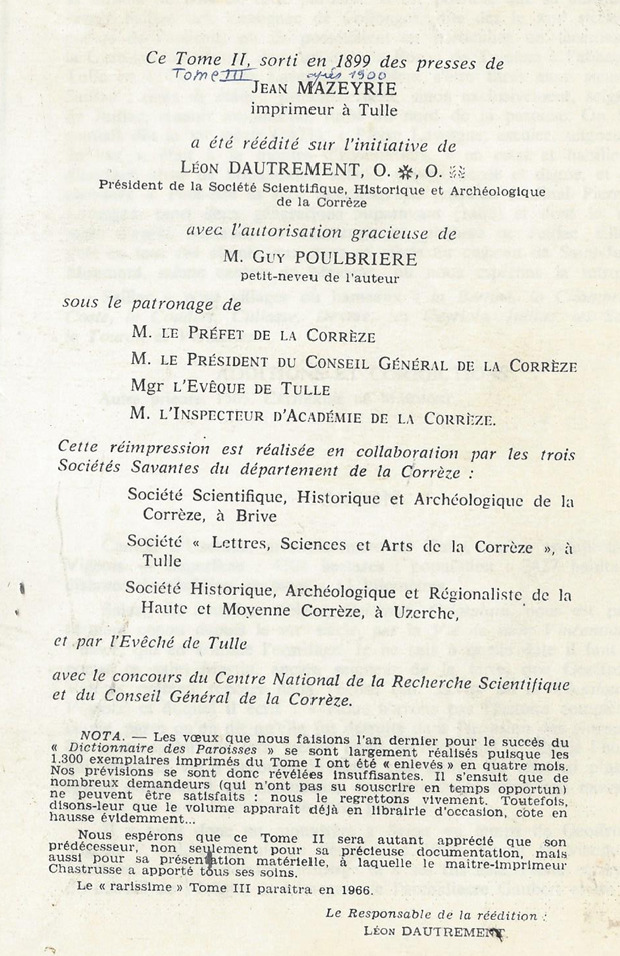 Ce Tome II, sorti en 1899 des presses de
Tome III après 1900
JEAN MAZEYRIE
imprimeur à Tulle
a été réédité sur l'initiative de
LÉON DAUTREMENT, O. ✲, O.
Président de la Société Scientifique, Historique et Archéologique
de la Corrèze
avec l'autorisation gracieuse de
M. GUY POULBRIERE
petit-neveu de l'auteur
sous le patronage de
M. LE PRÉFET DE LA CORRÈZE
M. LE PRÉSIDENT DU CONSEIL GÉNÉRAL DE LA CORRÈZE
Mgr L'EVÊQUE DE TULLE
M. L'INSPECTEUR D'ACADÉMIE DE LA CORRÈZE.
Cette réimpression est réalisée en collaboration par les trois
Sociétés Savantes du département de la Corrèze :
Société Scientifique, Historique et Archéologique de la
Corrèze, à Brive
Société « Lettres, Sciences et Arts de la Corrèze », à
Tulle
Société Historique, Archéologique et Régionaliste de la
Haute et Moyenne Corrèze, à Uzerche,
et par l'Evêché de Tulle
avec le concours du Centre National de la Recherche Scientifique
et du Conseil Général de la Corrèze.
NOTA. — Les vœux que nous faisions l'an dernier pour le succès du
« Dictionnaire des Paroisses » se sont largement réalisés puisque les
1.300 exemplaires imprimés du Tome I ont été « enlevés » en quatre mois.
Nos prévisions se sont donc révélées insuffisantes. Il s'ensuit que de
nombreux demandeurs (qui n'ont pas su souscrire en temps opportun)
ne peuvent être satisfaits : nous le regrettons vivement. Toutefois,
disons-leur que le volume apparaît déjà en librairie d'occasion, cote en
hausse évidemment...
Nous espérons que ce Tome II sera autant apprécié que son
prédécesseur, non seulement pour sa précieuse documentation, mais
aussi pour sa présentation matérielle, à laquelle le maître-imprimeur
Chastrusse a apporté tous ses soins.
Le « rarissime » Tome III paraîtra en 1966.
Le Responsable de la réédition :
LÉON DAUTREMENT.